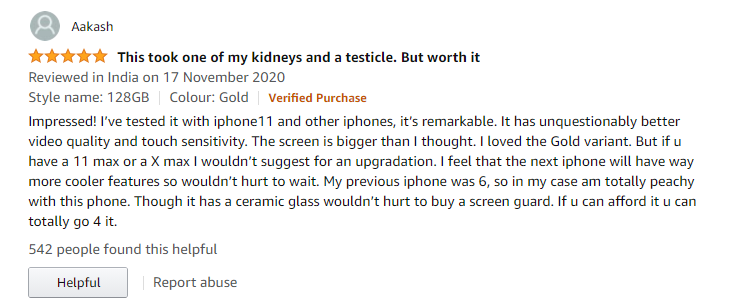 Aakash
This took one of my kidneys and a testicle. But worth it
Reviewed in India on 17 November 2020
Style name: 128GB Colour: Gold Verified Purchase
Impressed! I've tested it with iphone11 and other iphones, it's remarkable. It has unquestionably better
video quality and touch sensitivity. The screen is bigger than I thought. I loved the Gold variant. But if u
have a 11 max or a X max I wouldn't suggest for an upgradation. I feel that the next iphone will have way
more cooler features so wouldn't hurt to wait. My previous iphone was 6, so in my case am totally peachy
with this phone. Though it has a ceramic glass wouldn't hurt to buy a screen guard. If u can afford it u can
totally go 4 it.
542 people found this helpful
Helpful Report abuse